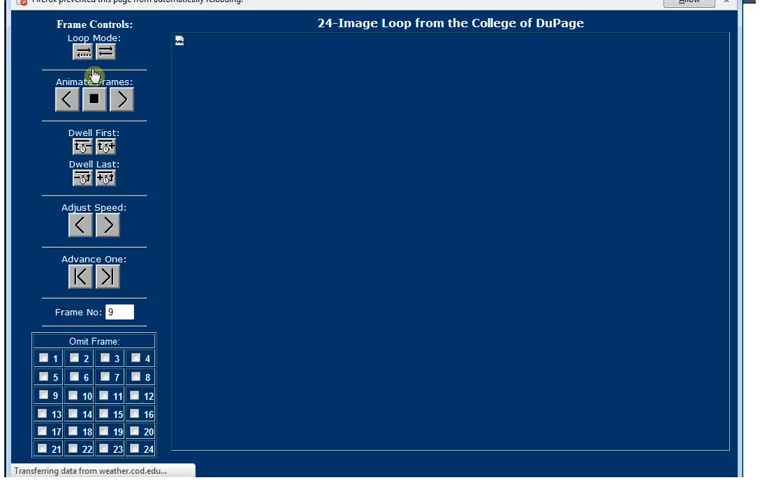 Firefox prevented this page from automatically reloading.
Allow
Frame Controls:
24-Image Loop from the College of DuPage
Loop Mode:
Animate Frames:
Dwell First:
Dwell Last:
Adjust Speed:
Advance One:
Frame No: 9
Omit Frame:
1 2 3 4
5 6 7 8
9 10 11 12
13 14 15 16
17 18 19 20
21 22 23 24
Transferring data from weather.cod.edu...